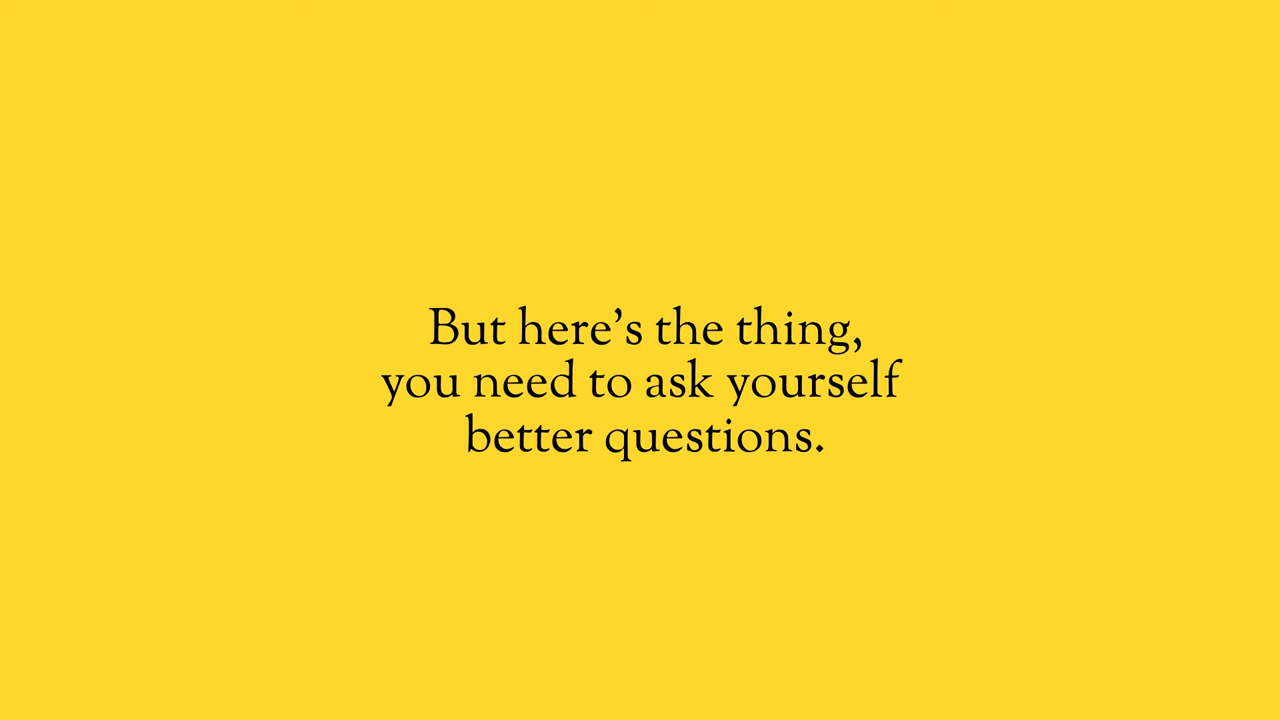 But here’s the thing,
you need to ask yourself
better questions.